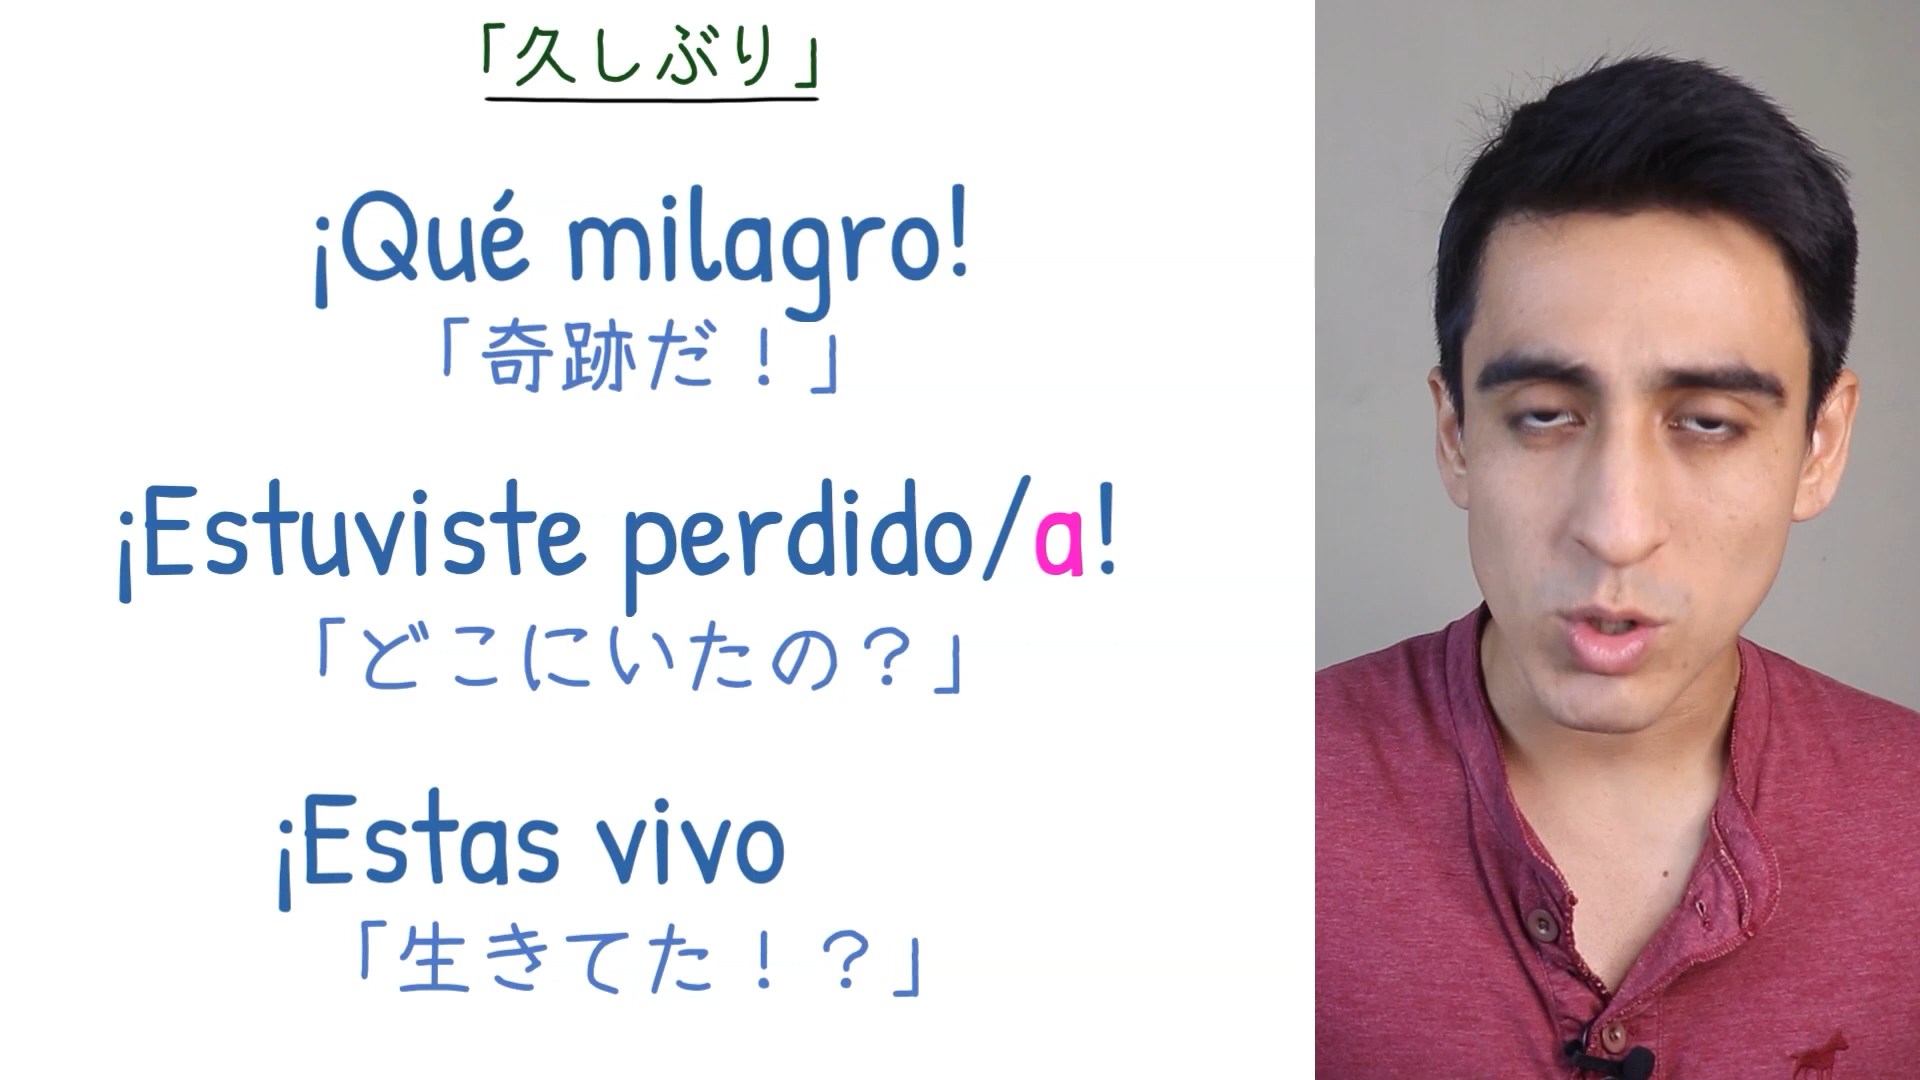 「久しぶり」
¡Qué milagro!
「奇跡だ！」
¡Estuviste perdido/a!
「どこにいたの？」
¡Estas vivo
「生きてた！？」